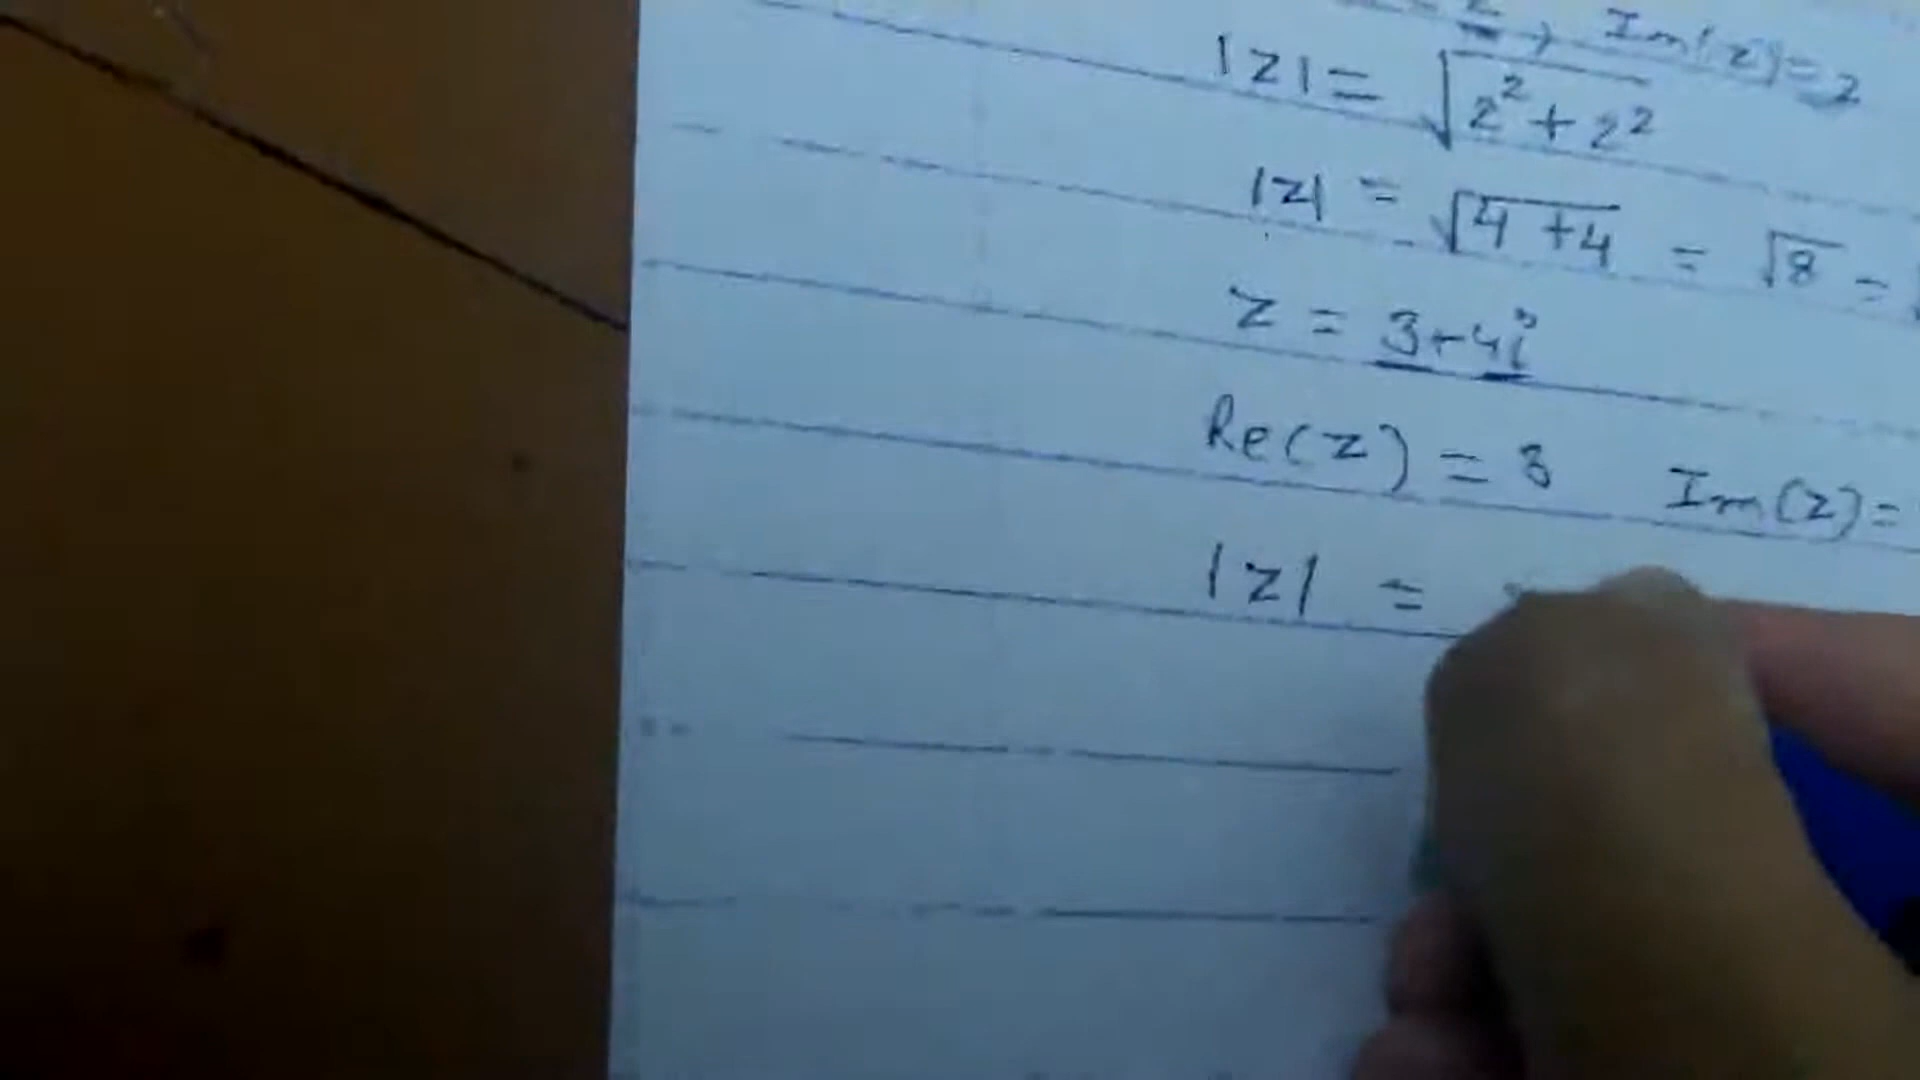 Im(z)=2
|z| = √2²+2²
|z| = √4+4 = √8 =
z = 3+4i
Re(z) = 3 Im(z)=
|z| =